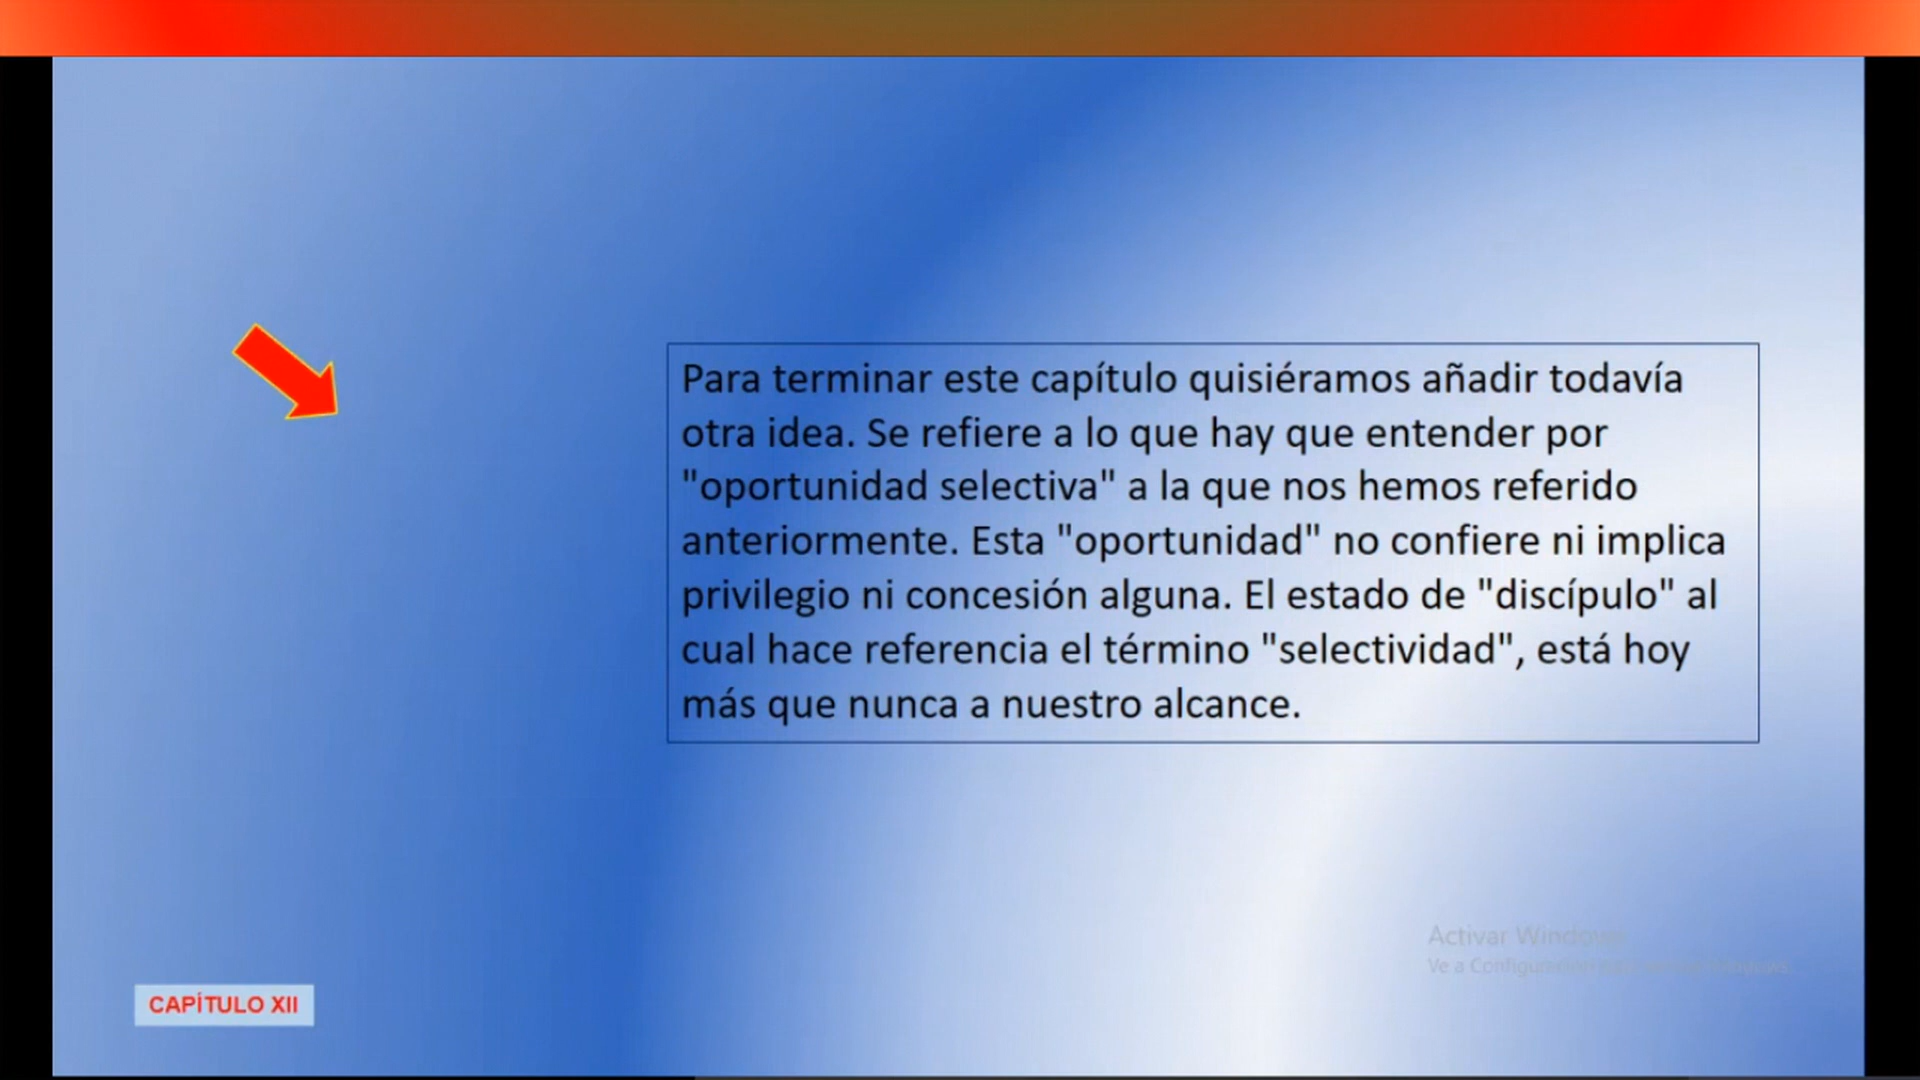 Para terminar este capítulo quisiéramos añadir todavía
otra idea. Se refiere a lo que hay que entender por
"oportunidad selectiva" a la que nos hemos referido
anteriormente. Esta "oportunidad" no confiere ni implica
privilegio ni concesión alguna. El estado de "discípulo" al
cual hace referencia el término "selectividad", está hoy
más que nunca a nuestro alcance.
Activar Windows
Ve a Configuración
CAPÍTULO XII